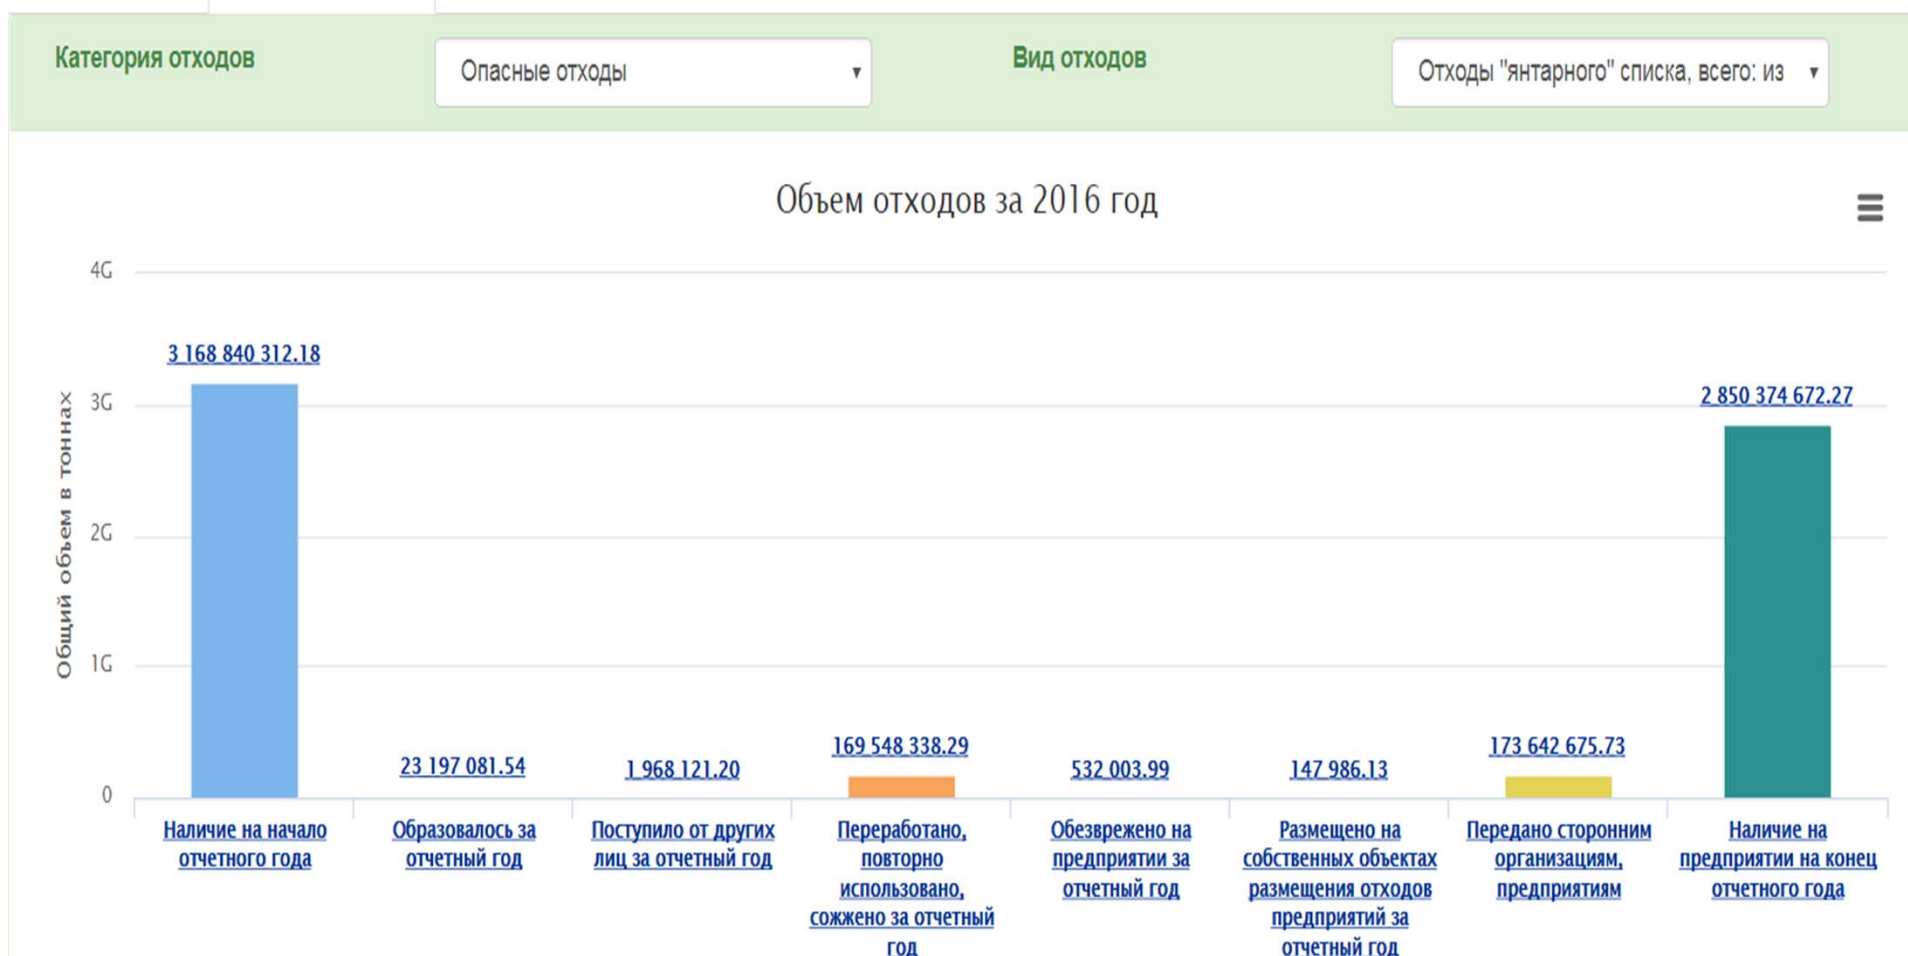 Категория отходов
Опасные отходы
Вид отходов
Отходы "янтарного" списка, всего: из
Объем отходов за 2016 год
Общий объем в тоннах
4G
3G
2G
1G
0
3 168 840 312.18
23 197 081.54
1 968 121.20
169 548 338.29
532 003.99
147 986.13
173 642 675.73
2 850 374 672.27
Наличие на начало
отчетного года
Образовалось за
отчетный год
Поступило от других
лиц за отчетный год
Переработано,
повторно
использовано,
сожжено за отчетный
год
Обезврежено на
предприятии за
отчетный год
Размещено на
собственных объектах
размещения отходов
предприятий за
отчетный год
Передано сторонним
организациям,
предприятиям
Наличие на
предприятии на конец
отчетного года